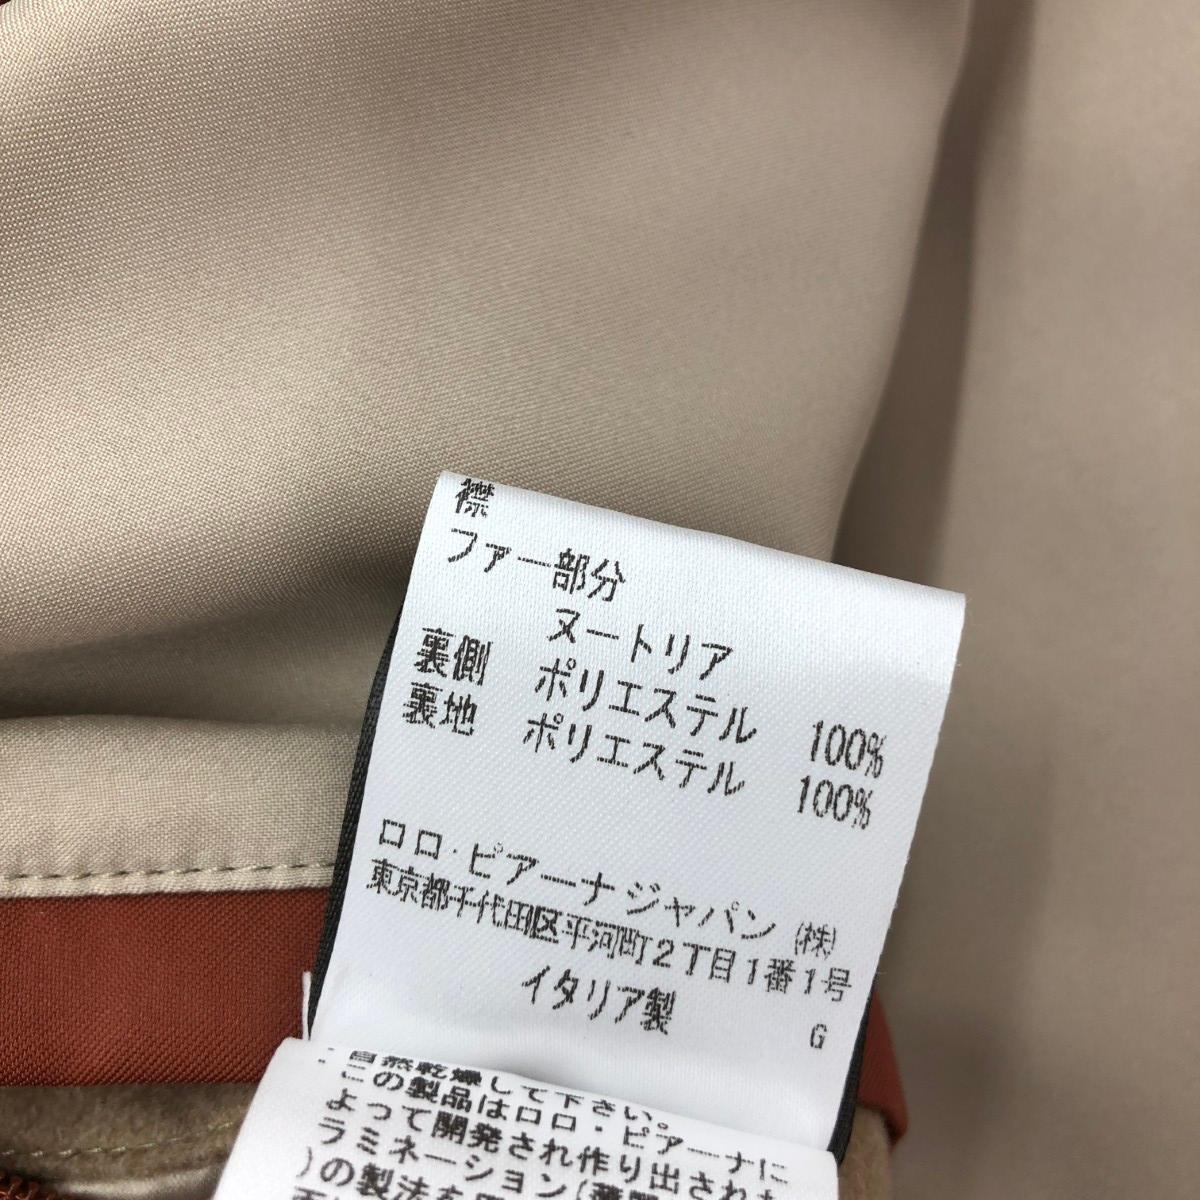 襟
ファー部分
ヌートリア
裏側 ポリエステル 100%
裏地 ポリエステル 100%
ロロ・ピアーナジャパン(株)
東京都千代田区平河町2丁目1番1号
イタリア製 G
自然乾燥して下さい。
この製品はロロ・ピアーナに
よって開発され作り出された
ラミネーション
の製法を